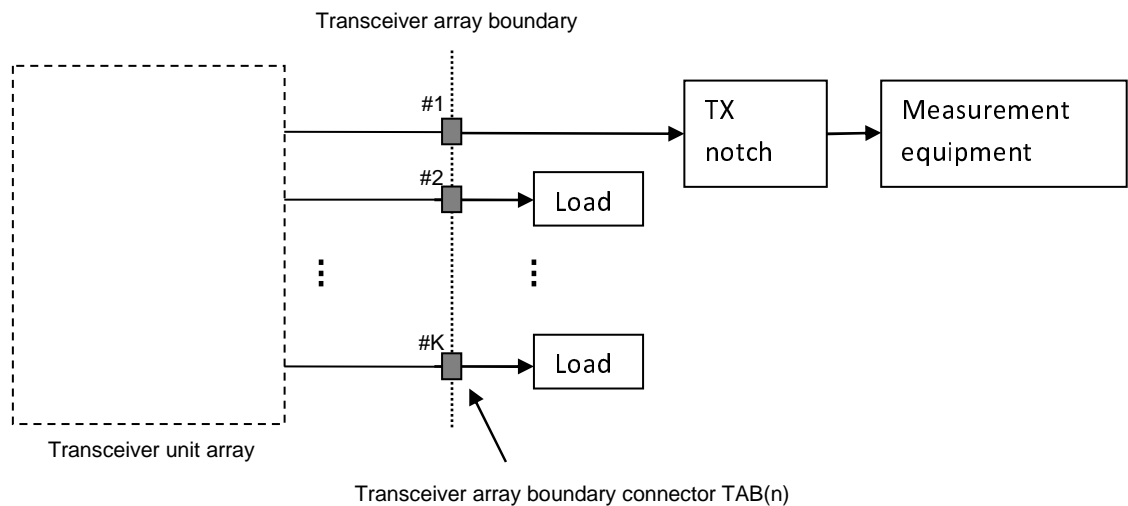 Transceiver array boundary
#1
TX
notch
Measurement
equipment
#2
Load
#K
Load
Transceiver unit array
Transceiver array boundary connector TAB(n)